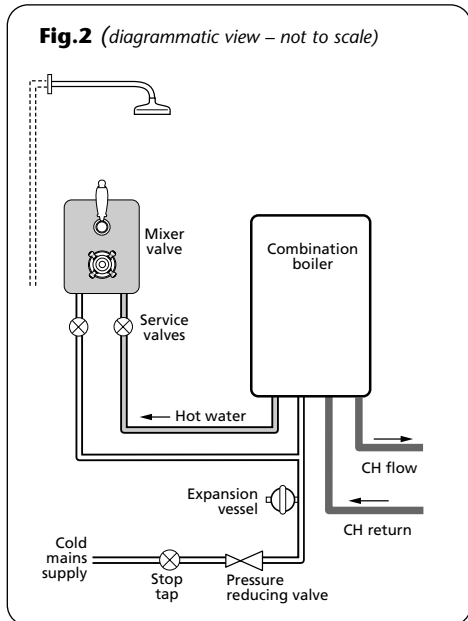 Fig.2 (diagrammatic view – not to scale)
Mixer
valve
Combination
boiler
Service
valves
Hot water
CH flow
Expansion
vessel
CH return
Cold
mains
supply
Stop
tap
Pressure
reducing valve